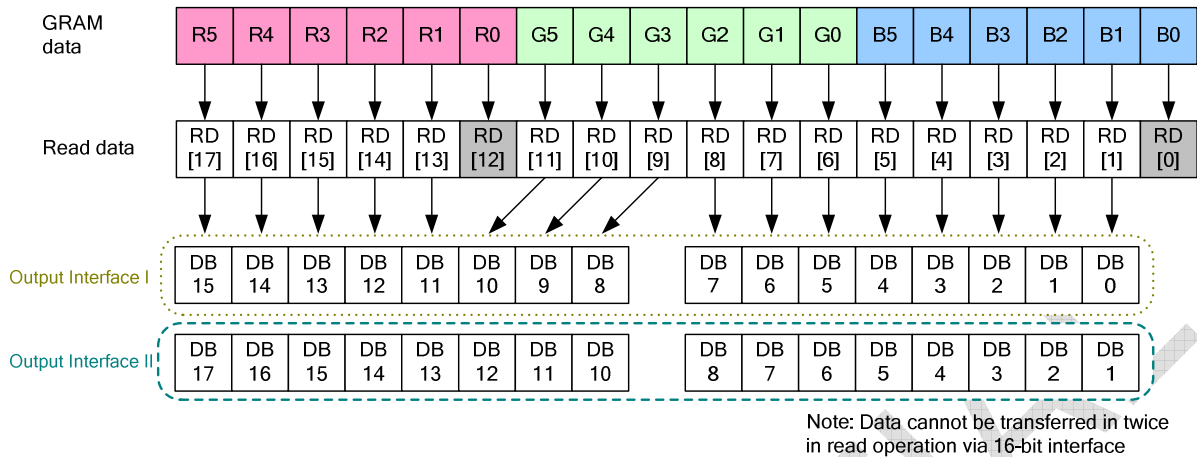 GRAM data R5 R4 R3 R2 R1 R0 G5 G4 G3 G2 G1 G0 B5 B4 B3 B2 B1 B0
Read data RD [17] RD [16] RD [15] RD [14] RD [13] RD [12] RD [11] RD [10] RD [9] RD [8] RD [7] RD [6] RD [5] RD [4] RD [3] RD [2] RD [1] RD [0]
Output Interface I DB 15 DB 14 DB 13 DB 12 DB 11 DB 10 DB 9 DB 8 DB 7 DB 6 DB 5 DB 4 DB 3 DB 2 DB 1 DB 0
Output Interface II DB 17 DB 16 DB 15 DB 14 DB 13 DB 12 DB 11 DB 10 DB 8 DB 7 DB 6 DB 5 DB 4 DB 3 DB 2 DB 1
Note: Data cannot be transferred in twice
in read operation via 16-bit interface